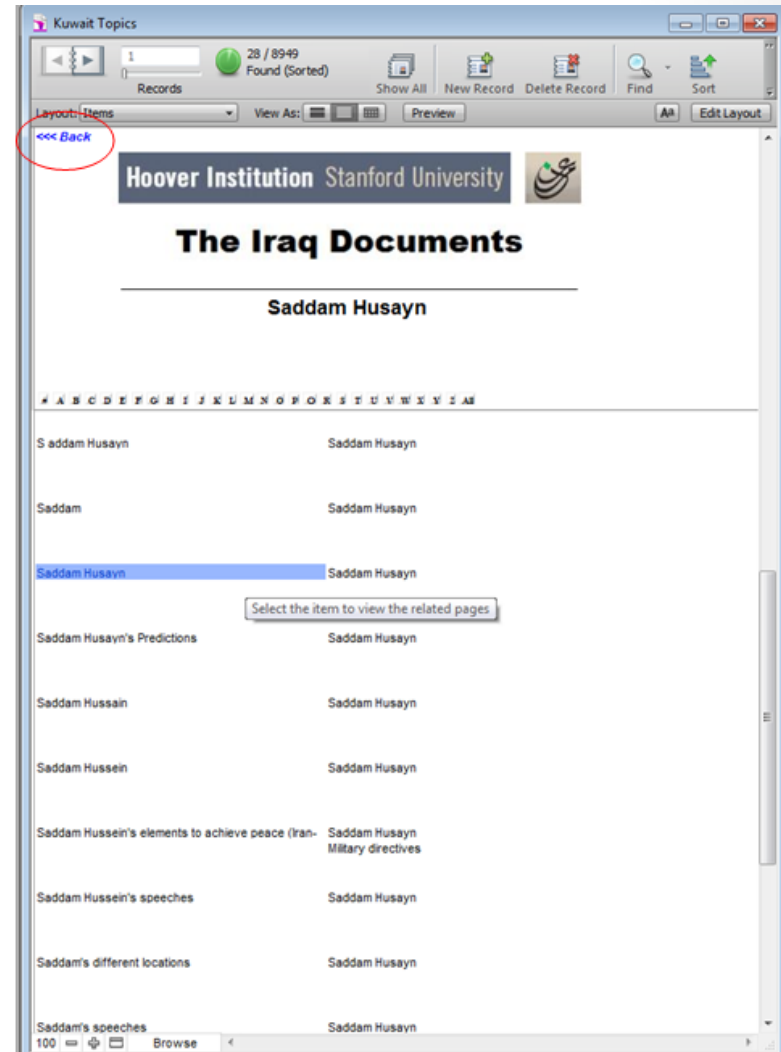 Kuwait Topics
1
28 / 8949
Found (Sorted)
Records
Show All
New Record
Delete Record
Find
Sort
Layout: Items
View As:
Preview
Aa
Edit Layout
<<< Back
Hoover Institution Stanford University
The Iraq Documents
Saddam Husayn
# A B C D E F G H I J K L M N O P Q R S T U V W X Y Z All
S addam Husayn Saddam Husayn
Saddam Saddam Husayn
Saddam Husayn Saddam Husayn
Select the item to view the related pages
Saddam Husayn's Predictions Saddam Husayn
Saddam Hussain Saddam Husayn
Saddam Hussein Saddam Husayn
Saddam Hussein's elements to achieve peace (Iran- Saddam Husayn
Military directives
Saddam Hussein's speeches Saddam Husayn
Saddam's different locations Saddam Husayn
Saddam's speeches Saddam Husayn
100 Browse